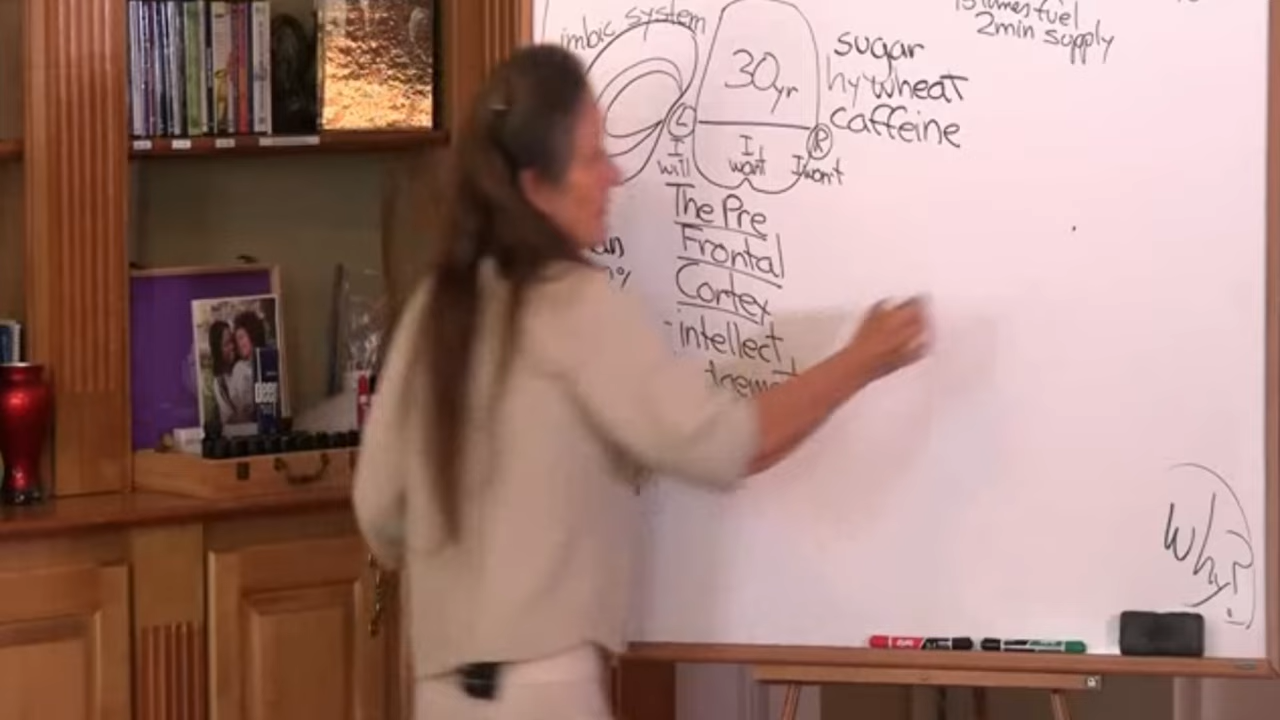 imbic system
30yr
L
R
I will
I want
I won't
sugar
hy wheat
caffeine
15 times fuel
2min supply
The Pre
Frontal
Cortex
-intellect
Why?